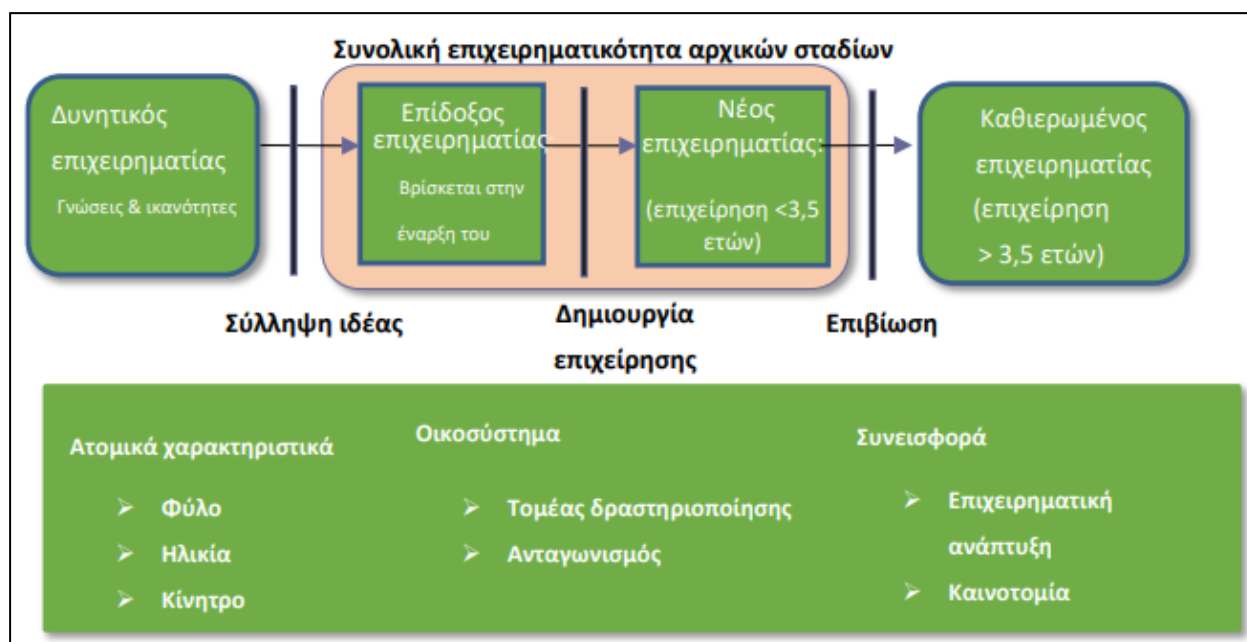 Συνολική επιχειρηματικότητα αρχικών σταδίων
Δυνητικός
επιχειρηματίας
Γνώσεις & ικανότητες
Επίδοξος
επιχειρηματίας:
Βρίσκεται στην
έναρξη του
Νέος
επιχειρηματίας:
(επιχείρηση <3,5
ετών)
Καθιερωμένος
επιχειρηματίας
(επιχείρηση
> 3,5 ετών)
Σύλληψη ιδέας
Δημιουργία
επιχείρησης
Επιβίωση
Ατομικά χαρακτηριστικά
➢ Φύλο
➢ Ηλικία
➢ Κίνητρο
Οικοσύστημα
➢ Τομέας δραστηριοποίησης
➢ Ανταγωνισμός
Συνεισφορά
➢ Επιχειρηματική
ανάπτυξη
➢ Καινοτομία